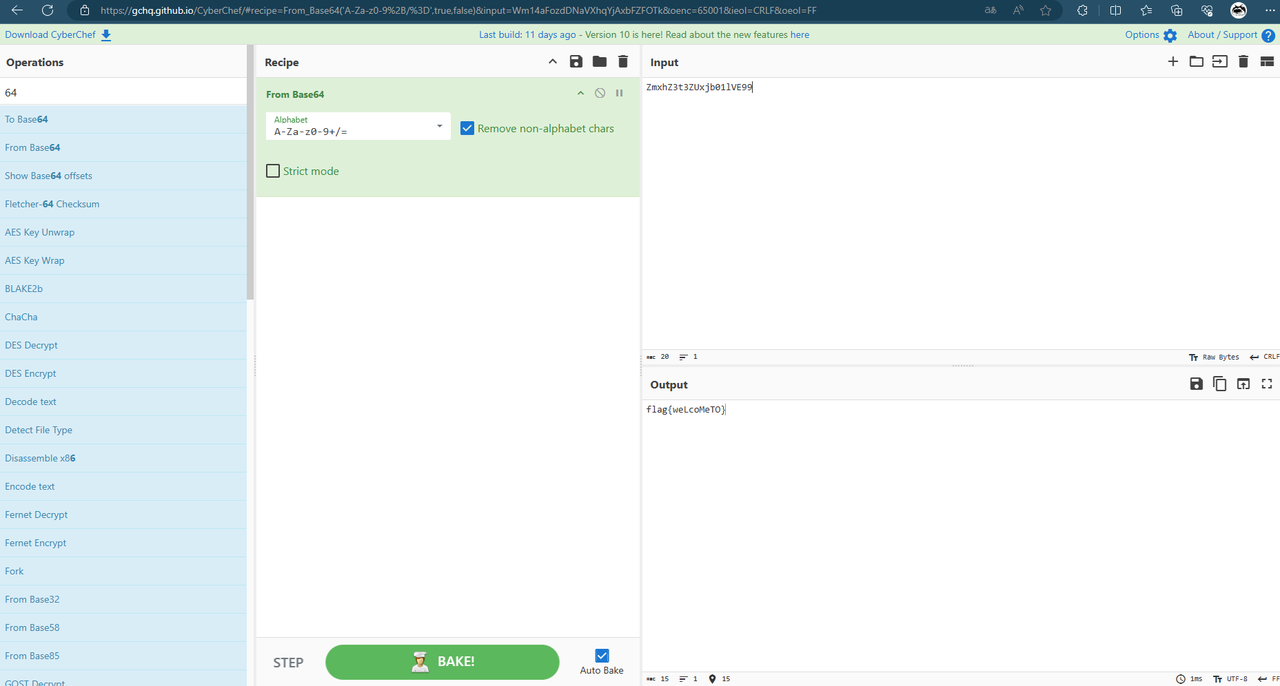 https://gchq.github.io/CyberChef/#recipe=From_Base64('A-Za-z0-9%2B/%3D',true,false)&input=Wm14aFozdDNaVXhqYjAxbFZFOTk&oenc=65001&ieol=CRLF&oeol=FF
Download CyberChef
Last build: 11 days ago - Version 10 is here! Read about the new features here
Options
About / Support
Operations
Recipe
Input
64
To Base64
From Base64
Show Base64 offsets
Fletcher-64 Checksum
AES Key Unwrap
AES Key Wrap
BLAKE2b
ChaCha
DES Decrypt
DES Encrypt
Decode text
Detect File Type
Disassemble x86
Encode text
Fernet Decrypt
Fernet Encrypt
Fork
From Base32
From Base58
From Base85
GOST Decrypt
From Base64
Alphabet
A-Za-z0-9+/=
Remove non-alphabet chars
Strict mode
STEP
BAKE!
Auto Bake
ZmxhZ3t3ZUxjb01lVE99
20 1
Raw Bytes CRLF
Output
flag{weLcoMeTO}
15 1 15
1ms UTF-8 FF